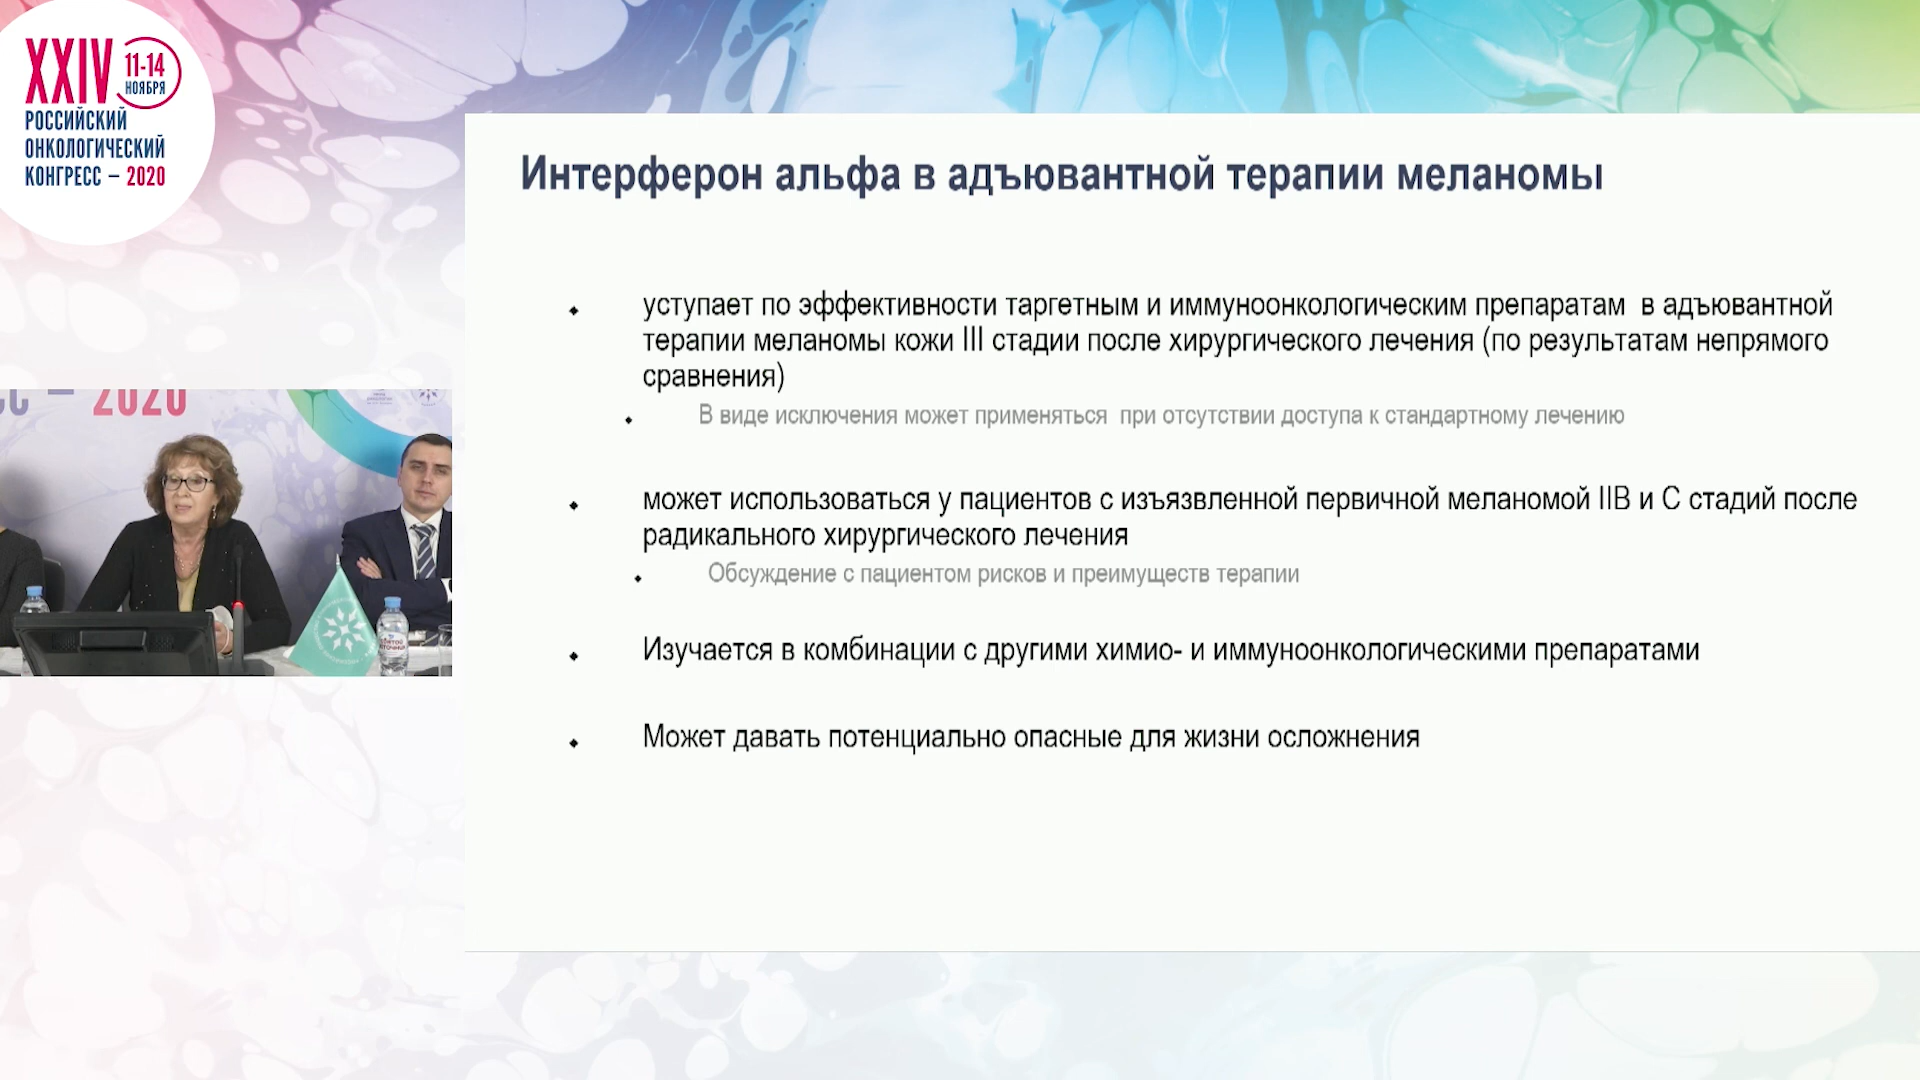 XXIV
11-14
НОЯБРЯ
РОССИЙСКИЙ
ОНКОЛОГИЧЕСКИЙ
КОНГРЕСС – 2020
Интерферон альфа в адъювантной терапии меланомы
уступает по эффективности таргетным и иммуноонкологическим препаратам в адъювантной
терапии меланомы кожи III стадии после хирургического лечения (по результатам непрямого
сравнения)
В виде исключения может применяться при отсутствии доступа к стандартному лечению
может использоваться у пациентов с изъязвленной первичной меланомой IIB и C стадий после
радикального хирургического лечения
Обсуждение с пациентом рисков и преимуществ терапии
Изучается в комбинации с другими химио- и иммуноонкологическими препаратами
Может давать потенциально опасные для жизни осложнения
СС – 2020